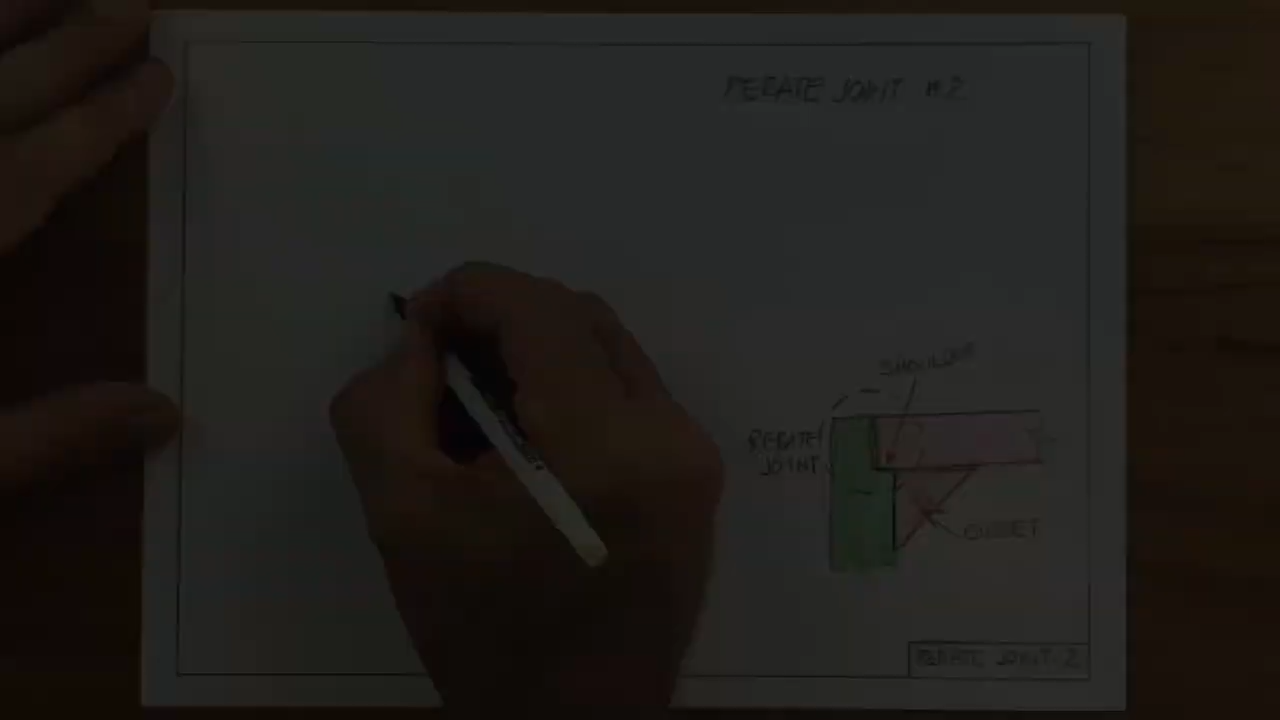 REBATE JOINT # 2
SHOULDER
REBATE
JOINT
GUSSET
REBATE JOINT. 2